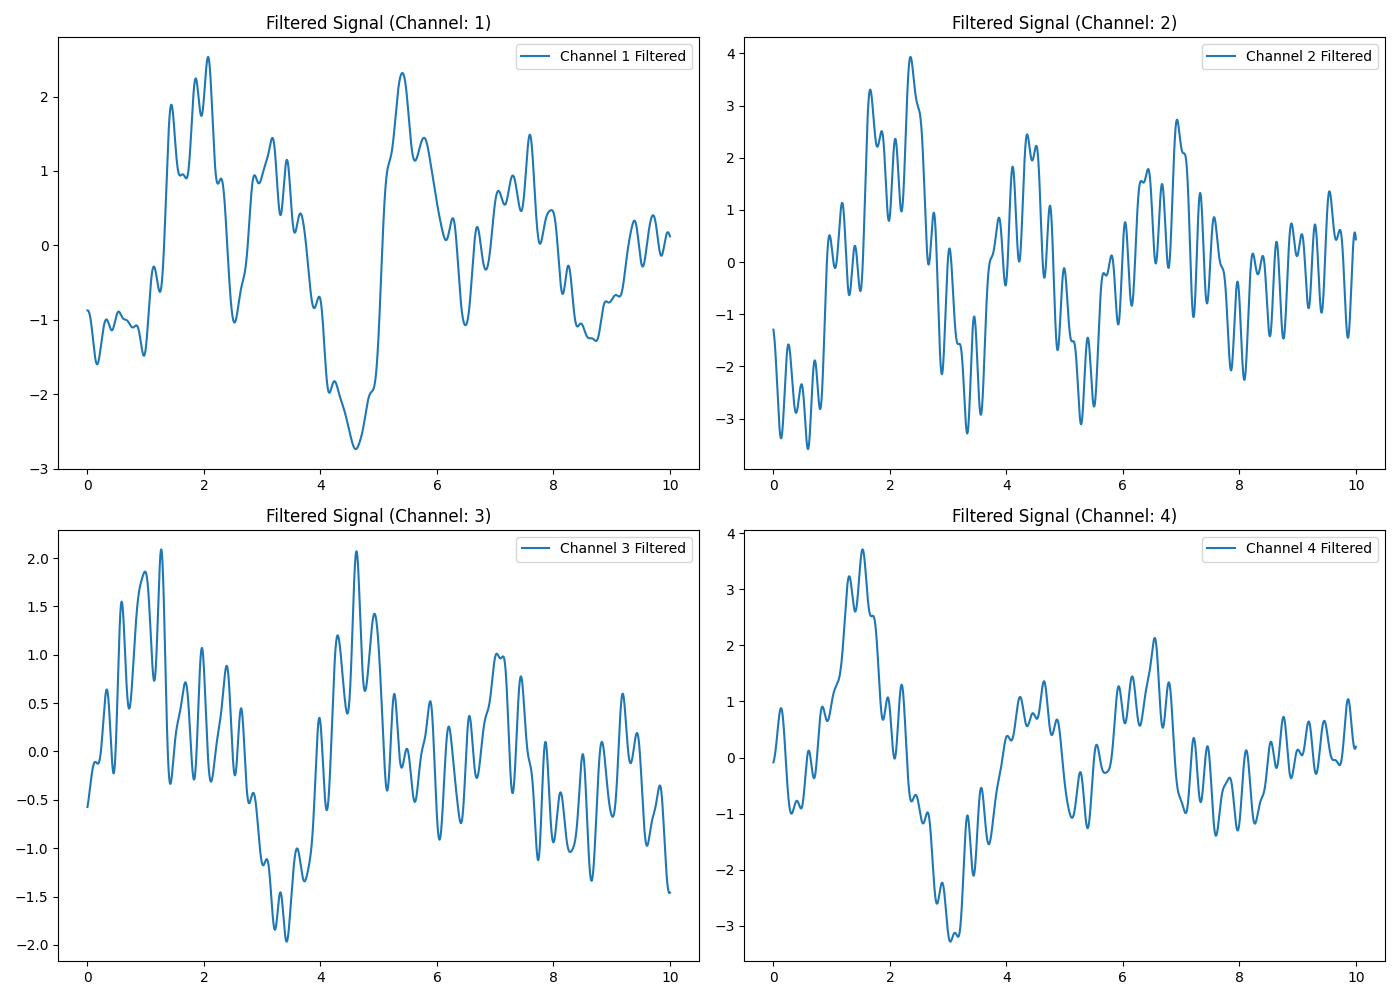 Filtered Signal (Channel: 1)
Channel 1 Filtered
2
1
0
−1
−2
−3
0 2 4 6 8 10
Filtered Signal (Channel: 2)
Channel 2 Filtered
4
3
2
1
0
−1
−2
−3
0 2 4 6 8 10
Filtered Signal (Channel: 3)
Channel 3 Filtered
2.0
1.5
1.0
0.5
0.0
−0.5
−1.0
−1.5
−2.0
0 2 4 6 8 10
Filtered Signal (Channel: 4)
Channel 4 Filtered
4
3
2
1
0
−1
−2
−3
0 2 4 6 8 10